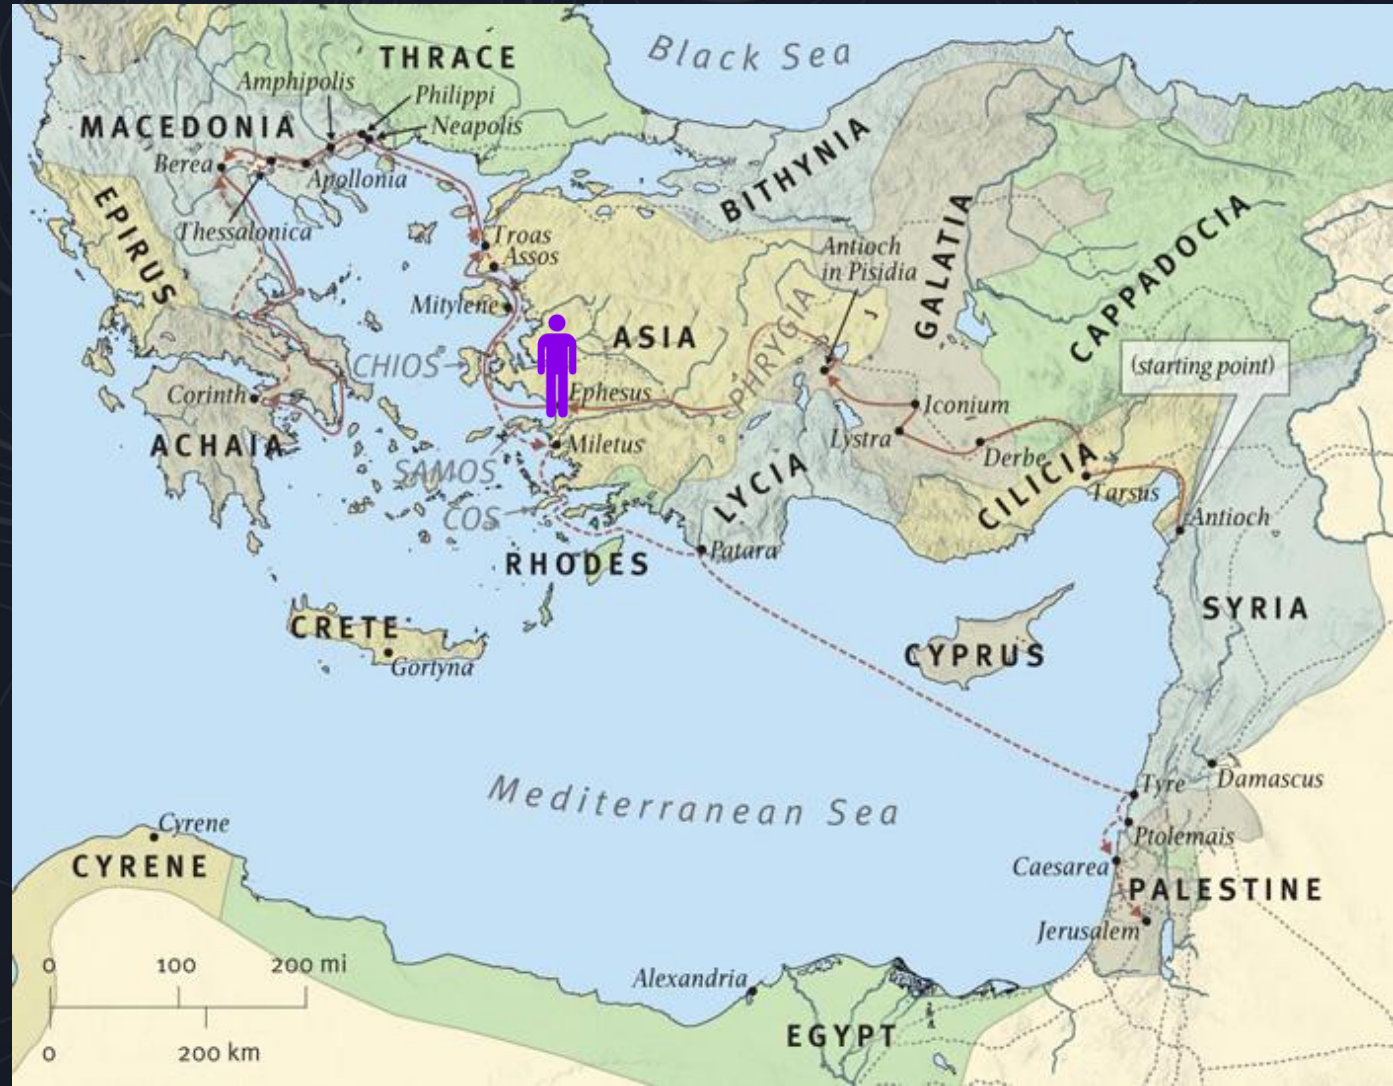 THRACE
Black Sea
Amphipolis
Philippi
MACEDONIA
Neapolis
Berea
Apollonia
BITHYNIA
EPIRUS
Thessalonica
Troas
Assos
Antioch
in Pisidia
GALATIA
CAPPADOCIA
Mitylene
ASIA
PHRYGIA
CHIOS
(starting point)
Corinth
Ephesus
Iconium
ACHAIA
Miletus
Lystra
Derbe
SAMOS
LYCIA
CILICIA
Tarsus
COS
Antioch
Patara
RHODES
SYRIA
CRETE
Gortyna
CYPRUS
Mediterranean Sea
Tyre
Damascus
Cyrene
Ptolemais
CYRENE
Caesarea
PALESTINE
Jerusalem
0 100 200 mi
Alexandria
EGYPT
0 200 km